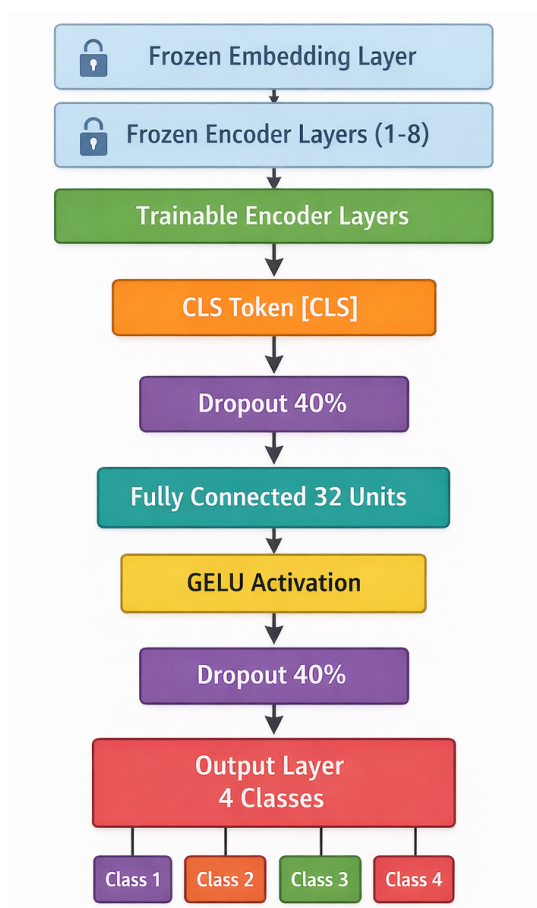 Frozen Embedding Layer
Frozen Encoder Layers (1-8)
Trainable Encoder Layers
CLS Token [CLS]
Dropout 40%
Fully Connected 32 Units
GELU Activation
Dropout 40%
Output Layer
4 Classes
Class 1
Class 2
Class 3
Class 4